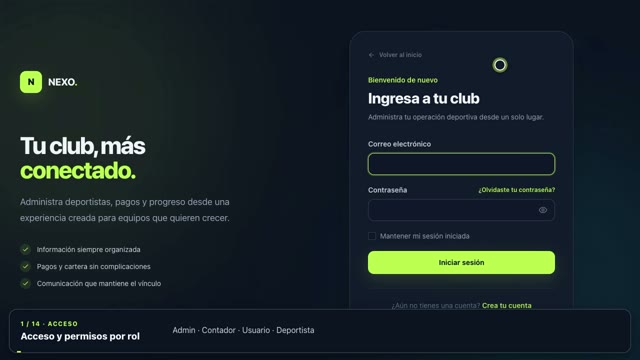 N NEXO.
Tu club, más
conectado.
Administra deportistas, pagos y progreso desde una
experiencia creada para equipos que quieren crecer.
Información siempre organizada
Pagos y cartera sin complicaciones
Comunicación que mantiene el vínculo
← Volver al inicio
Bienvenido de nuevo
Ingresa a tu club
Administra tu operación deportiva desde un solo lugar.
Correo electrónico
Contraseña ¿Olvidaste tu contraseña?
Mantener mi sesión iniciada
Iniciar sesión
¿Aún no tienes una cuenta? Crea tu cuenta
1 / 14 · ACCESO
Acceso y permisos por rol
Admin · Contador · Usuario · Deportista